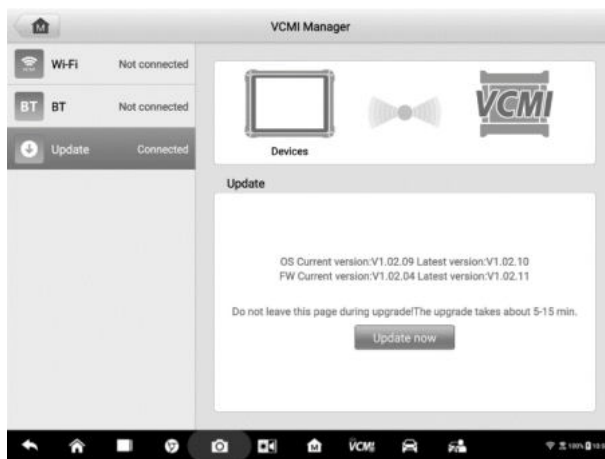 VCMI Manager
Wi-Fi Not connected
BT BT Not connected
Update Connected
VCMI
Devices
Update
OS Current version:V1.02.09 Latest version:V1.02.10
FW Current version:V1.02.04 Latest version:V1.02.11
Do not leave this page during upgrade!The upgrade takes about 5-15 min.
Update now
VCMI
100%